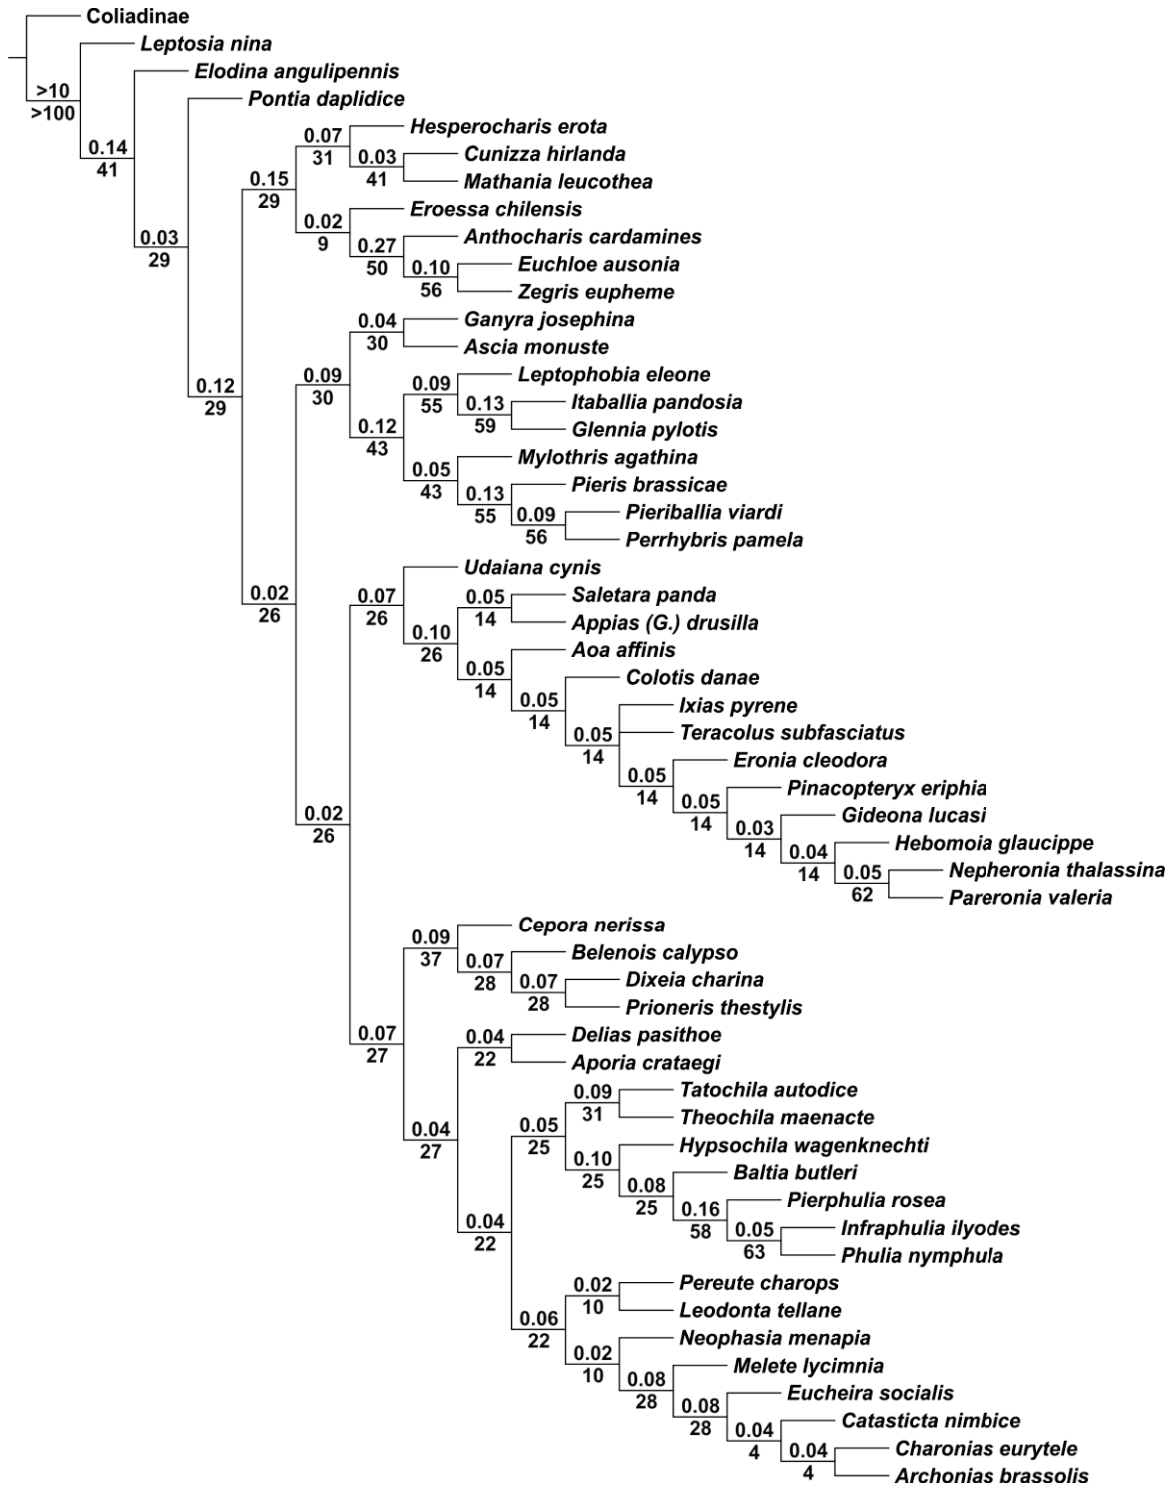 Coliadinae
Leptosia nina
Elodina angulipennis
>10
Pontia daplidice
>100
Hesperocharis erota
0.07
0.14
Cunizza hirlanda
31
0.03
41
41
Mathania leucothea
0.15
29
Eroessa chilensis
0.02
Anthocharis cardamines
0.03
9
0.27
29
50
Euchloe ausonia
0.10
56
Zegris eupheme
Ganyra josephina
0.04
30
Ascia monuste
Leptophobia eleone
0.09
0.09
0.12
30
29
55
Itaballia pandosia
0.13
59
Glennia pylotis
0.12
43
Mylothris agathina
0.05
43
Pieris brassicae
0.13
55
Pieriballia viardi
0.09
56
Perrhybris pamela
Udaiana cynis
0.02
26
0.07
26
Saletara panda
0.05
14
Appias (G.) drusilla
0.10
26
Aoa affinis
0.05
14
Colotis danae
0.05
14
Ixias pyrene
Teracolus subfasciatus
0.05
14
Eronia cleodora
0.05
14
Pinacopteryx eriphia
0.05
14
Gideona lucasi
0.02
26
0.03
14
Hebomoia glaucippe
0.04
14
Nepheronia thalassina
0.05
62
Pareronia valeria
Cepora nerissa
0.09
37
Belenois calypso
0.07
28
Dixeia charina
0.07
28
Prioneris thestylis
0.07
27
Delias pasithoe
0.04
22
Aporia crataegi
Tatochila autodice
0.09
31
Theochila maenacte
0.04
27
0.05
25
Hypsochila wagenknechti
0.10
25
Baltia butleri
0.08
25
Pierphulia rosea
0.16
58
Infraphulia ilyodes
0.05
63
Phulia nymphula
0.04
22
Pereute charops
0.02
10
Leodonta tellane
0.06
22
Neophasia menapia
0.02
10
Melete lycimnia
0.08
28
Eucheira socialis
0.08
28
Catasticta nimbice
0.04
4
Charonias eurytele
0.04
4
Archonias brassolis